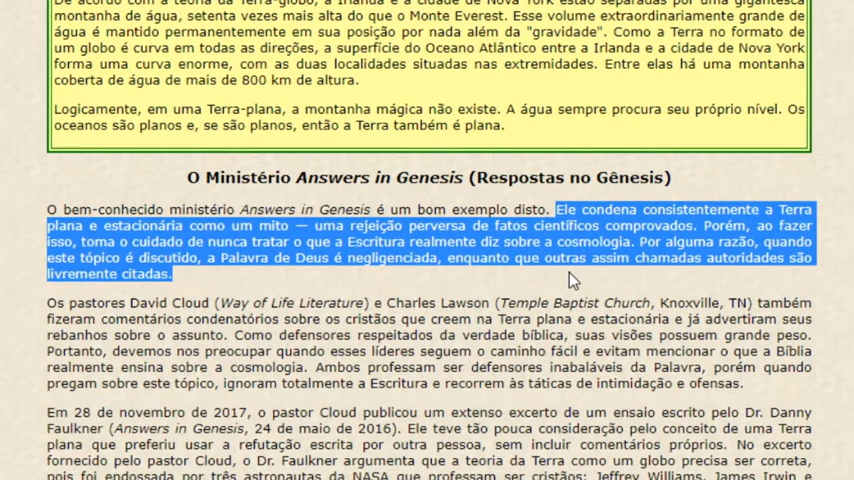 De acordo com a teoria da Terra-globo, a Irlanda e a cidade de Nova York estão separadas por uma gigantesca
montanha de água, setenta vezes mais alta do que o Monte Everest. Esse volume extraordinariamente grande de
água é mantido permanentemente em sua posição por nada além da "gravidade". Como a Terra no formato de
um globo é curva em todas as direções, a superfície do Oceano Atlântico entre a Irlanda e a cidade de Nova York
forma uma curva enorme, com as duas localidades situadas nas extremidades. Entre elas há uma montanha
coberta de água de mais de 800 km de altura.
Logicamente, em uma Terra-plana, a montanha mágica não existe. A água sempre procura seu próprio nível. Os
oceanos são planos e, se são planos, então a Terra também é plana.
O Ministério Answers in Genesis (Respostas no Gênesis)
O bem-conhecido ministério Answers in Genesis é um bom exemplo disto. Ele condena consistentemente a Terra
plana e estacionária como um mito — uma rejeição perversa de fatos científicos comprovados. Porém, ao fazer
isso, toma o cuidado de nunca tratar o que a Escritura realmente diz sobre a cosmologia. Por alguma razão, quando
este tópico é discutido, a Palavra de Deus é negligenciada, enquanto que outras assim chamadas autoridades são
livremente citadas.
Os pastores David Cloud (Way of Life Literature) e Charles Lawson (Temple Baptist Church, Knoxville, TN) também
fizeram comentários condenatórios sobre os cristãos que creem na Terra plana e estacionária e já advertiram seus
rebanhos sobre o assunto. Como defensores respeitados da verdade bíblica, suas visões possuem grande peso.
Portanto, devemos nos preocupar quando esses líderes seguem o caminho fácil e evitam mencionar o que a Bíblia
realmente ensina sobre a cosmologia. Ambos professam ser defensores inabaláveis da Palavra, porém quando
pregam sobre este tópico, ignoram totalmente a Escritura e recorrem às táticas de intimidação e ofensas.
Em 28 de novembro de 2017, o pastor Cloud publicou um extenso excerto de um ensaio escrito pelo Dr. Danny
Faulkner (Answers in Genesis, 24 de maio de 2016). Ele teve tão pouca consideração pelo conceito de uma Terra
plana que preferiu usar a refutação escrita por outra pessoa, sem incluir comentários próprios. No excerto
fornecido pelo pastor Cloud, o Dr. Faulkner argumenta que a teoria da Terra como um globo precisa ser correta,
pois foi endossada por três astronautas da NASA que professam ser cristãos: Jeffrey Williams, James Irwin e